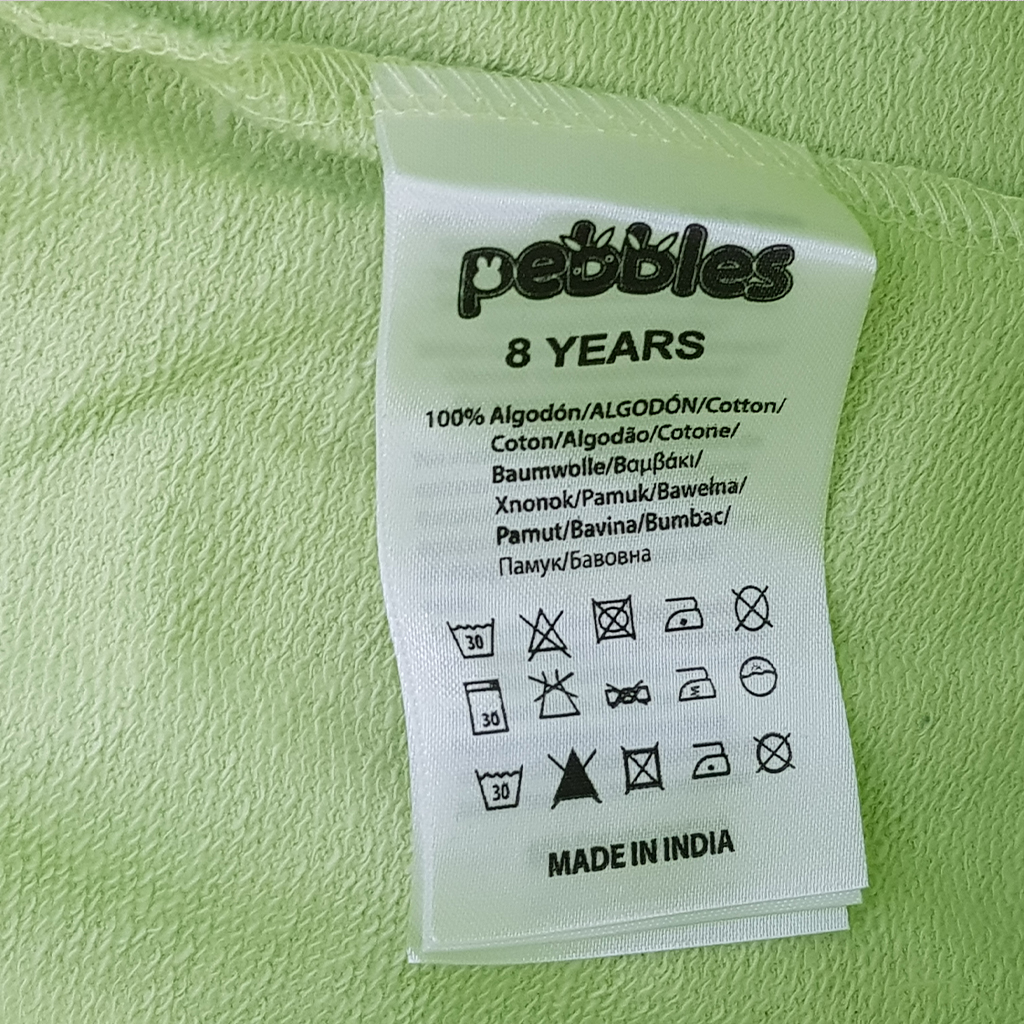 pebbles
8 YEARS
100% Algodón/ALGODÓN/Cotton/
Coton/Algodão/Cotone/
Baumwolle/Βαμβάκι/
Xnonok/Pamuk/Bawełna/
Pamut/Bavina/Bumbac/
Памук/Бавовна
30
30
30
MADE IN INDIA